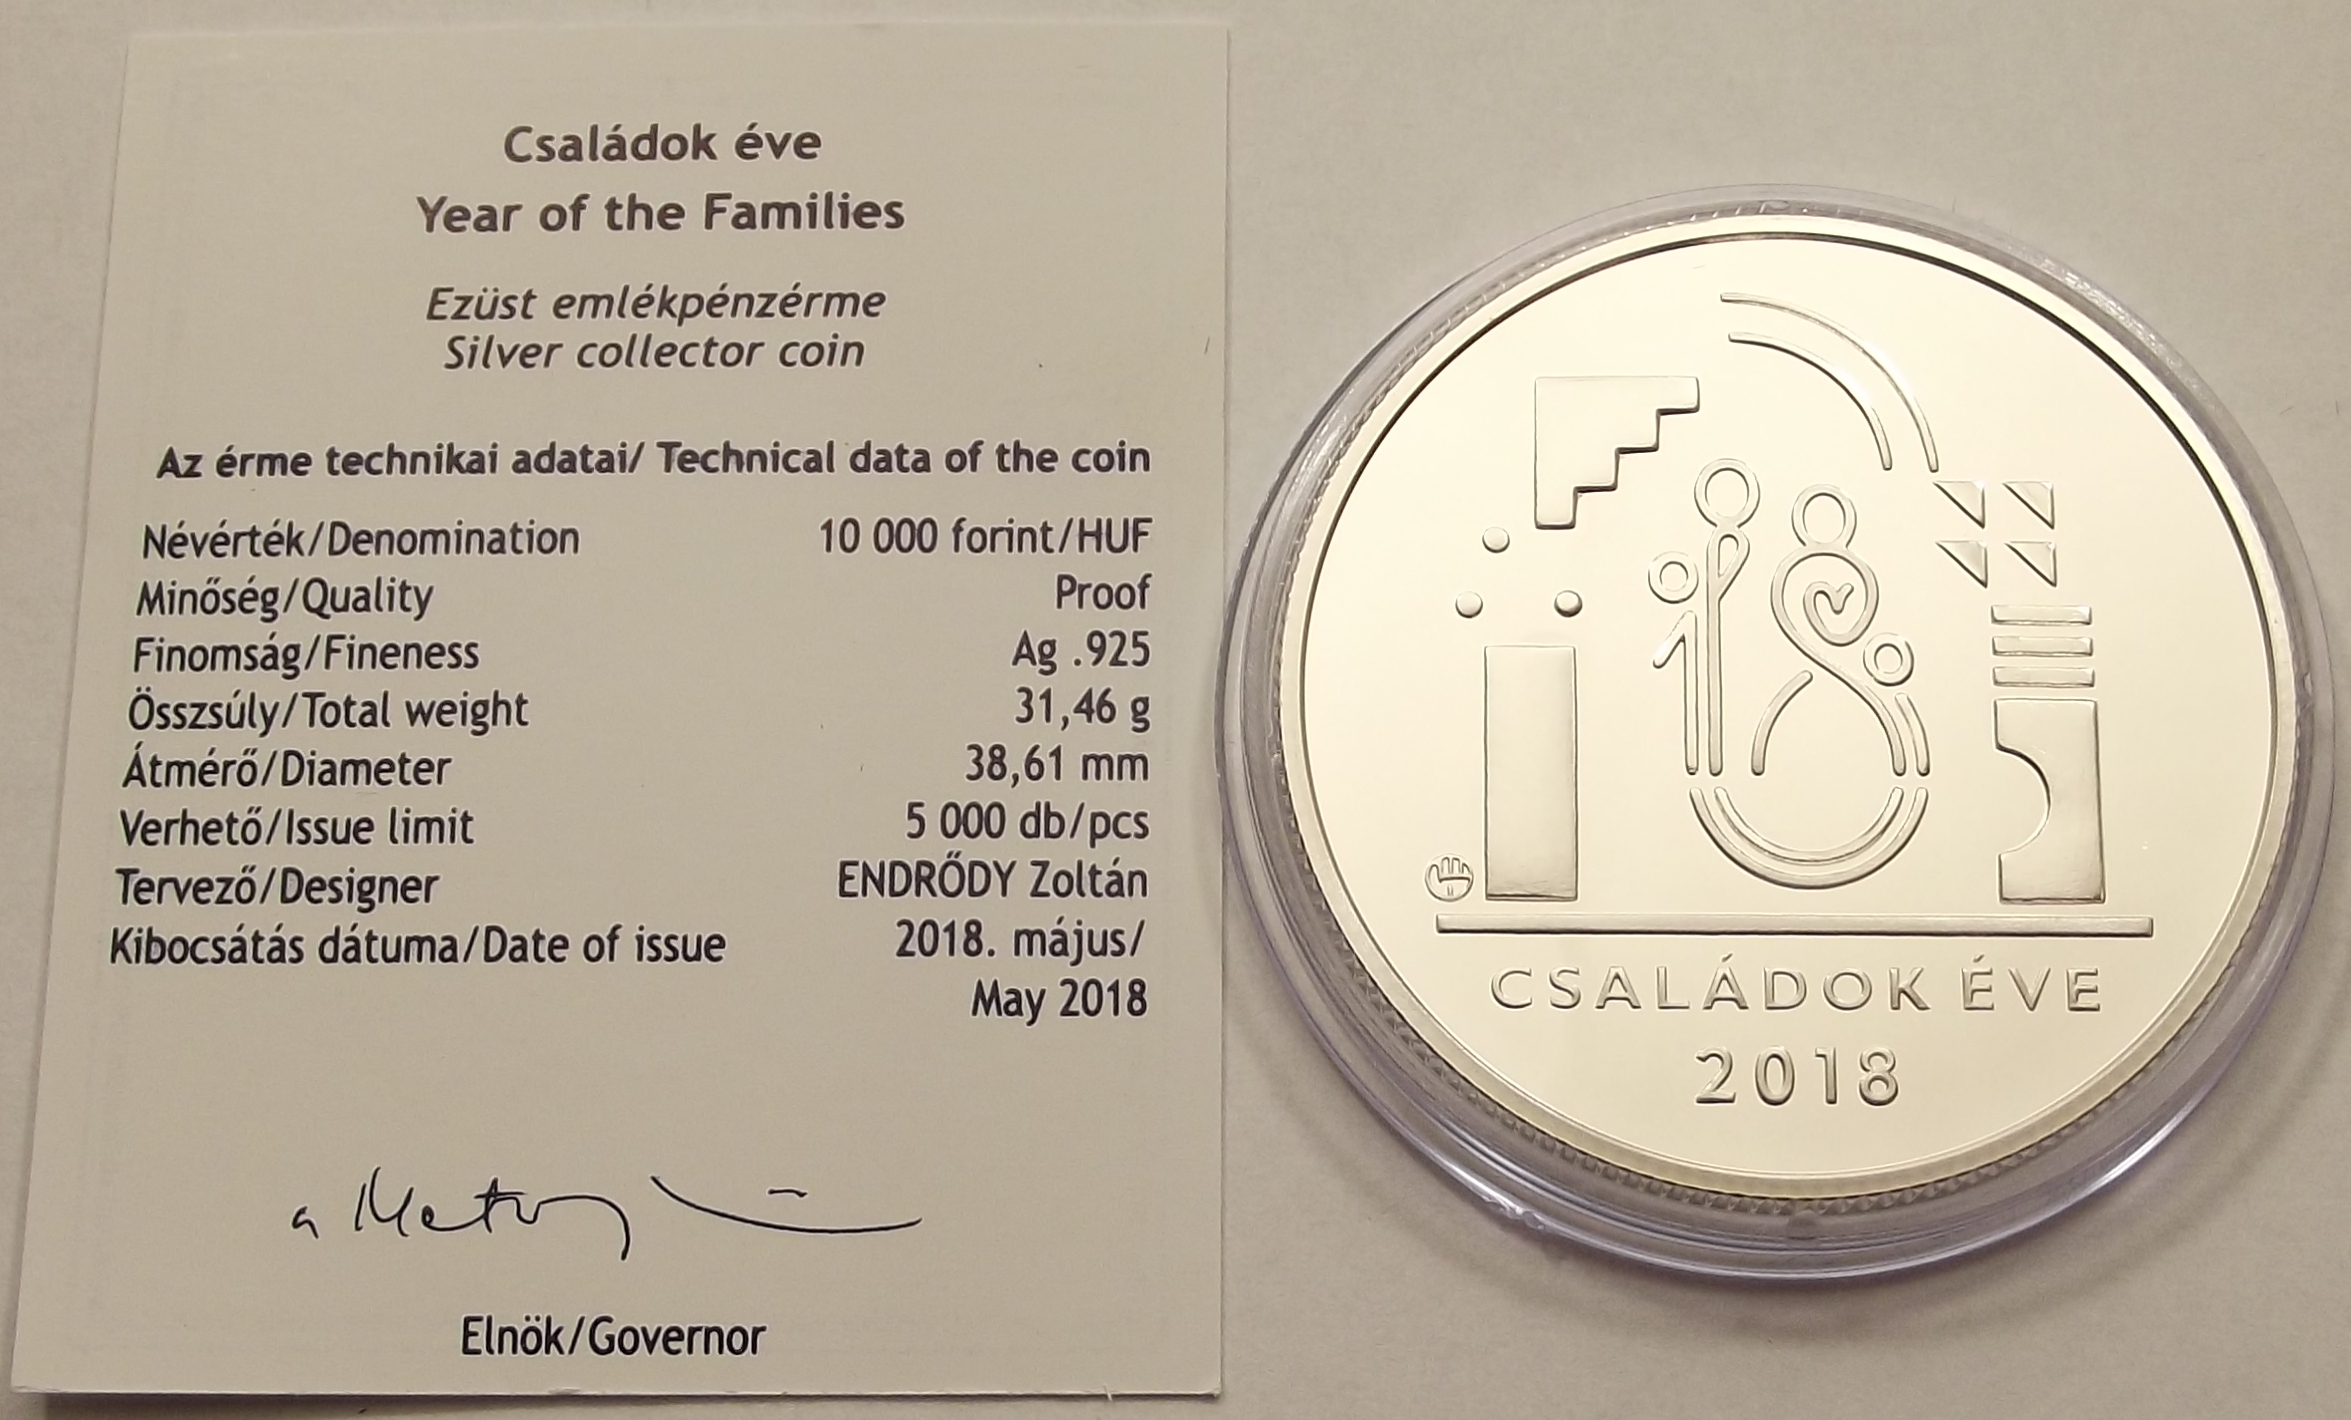 Családok éve
Year of the Families
Ezüst emlékpénzérme
Silver collector coin
Az érme technikai adatai/ Technical data of the coin
Névérték/Denomination 10 000 forint/HUF
Minőség/Quality Proof
Finomság/Fineness Ag .925
Összsúly/Total weight 31,46 g
Átmérő/Diameter 38,61 mm
Verhető/Issue limit 5 000 db/pcs
Tervező/Designer ENDRŐDY Zoltán
Kibocsátás dátuma/Date of issue 2018. május/
May 2018
Elnök/Governor
18
CSALÁDOK ÉVE
2018